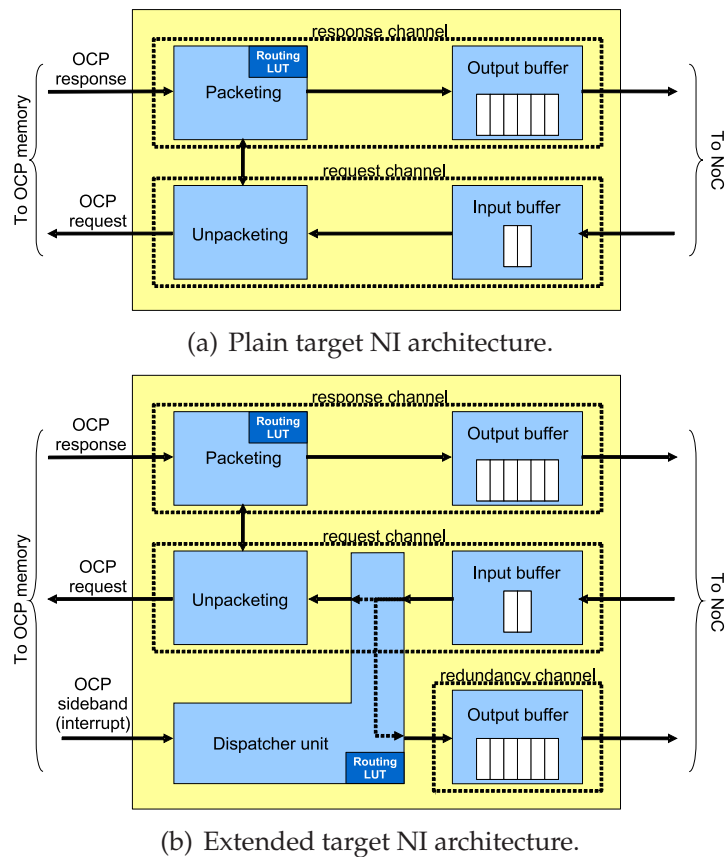 response channel
OCP
response
Routing
LUT
Packeting
Output buffer
To OCP memory
To NoC
request channel
OCP
request
Unpacketing
Input buffer
(a) Plain target NI architecture.
response channel
OCP
response
Routing
LUT
Packeting
Output buffer
To OCP memory
To NoC
request channel
OCP
request
Unpacketing
Input buffer
redundancy channel
OCP
sideband
(interrupt)
Dispatcher unit
Routing
LUT
Output buffer
(b) Extended target NI architecture.